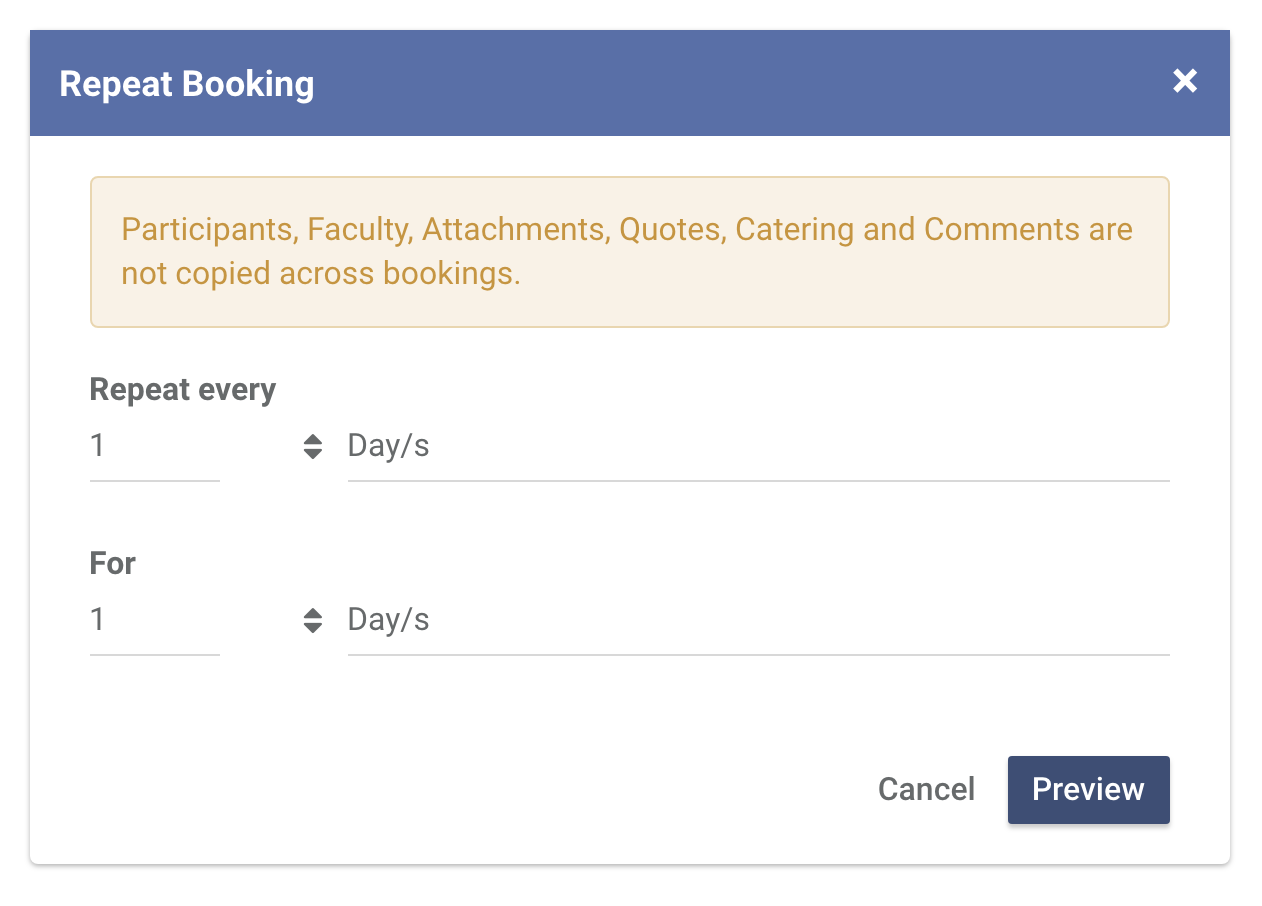 Repeat Booking
Participants, Faculty, Attachments, Quotes, Catering and Comments are
not copied across bookings.
Repeat every
1 Day/s
For
1 Day/s
Cancel Preview